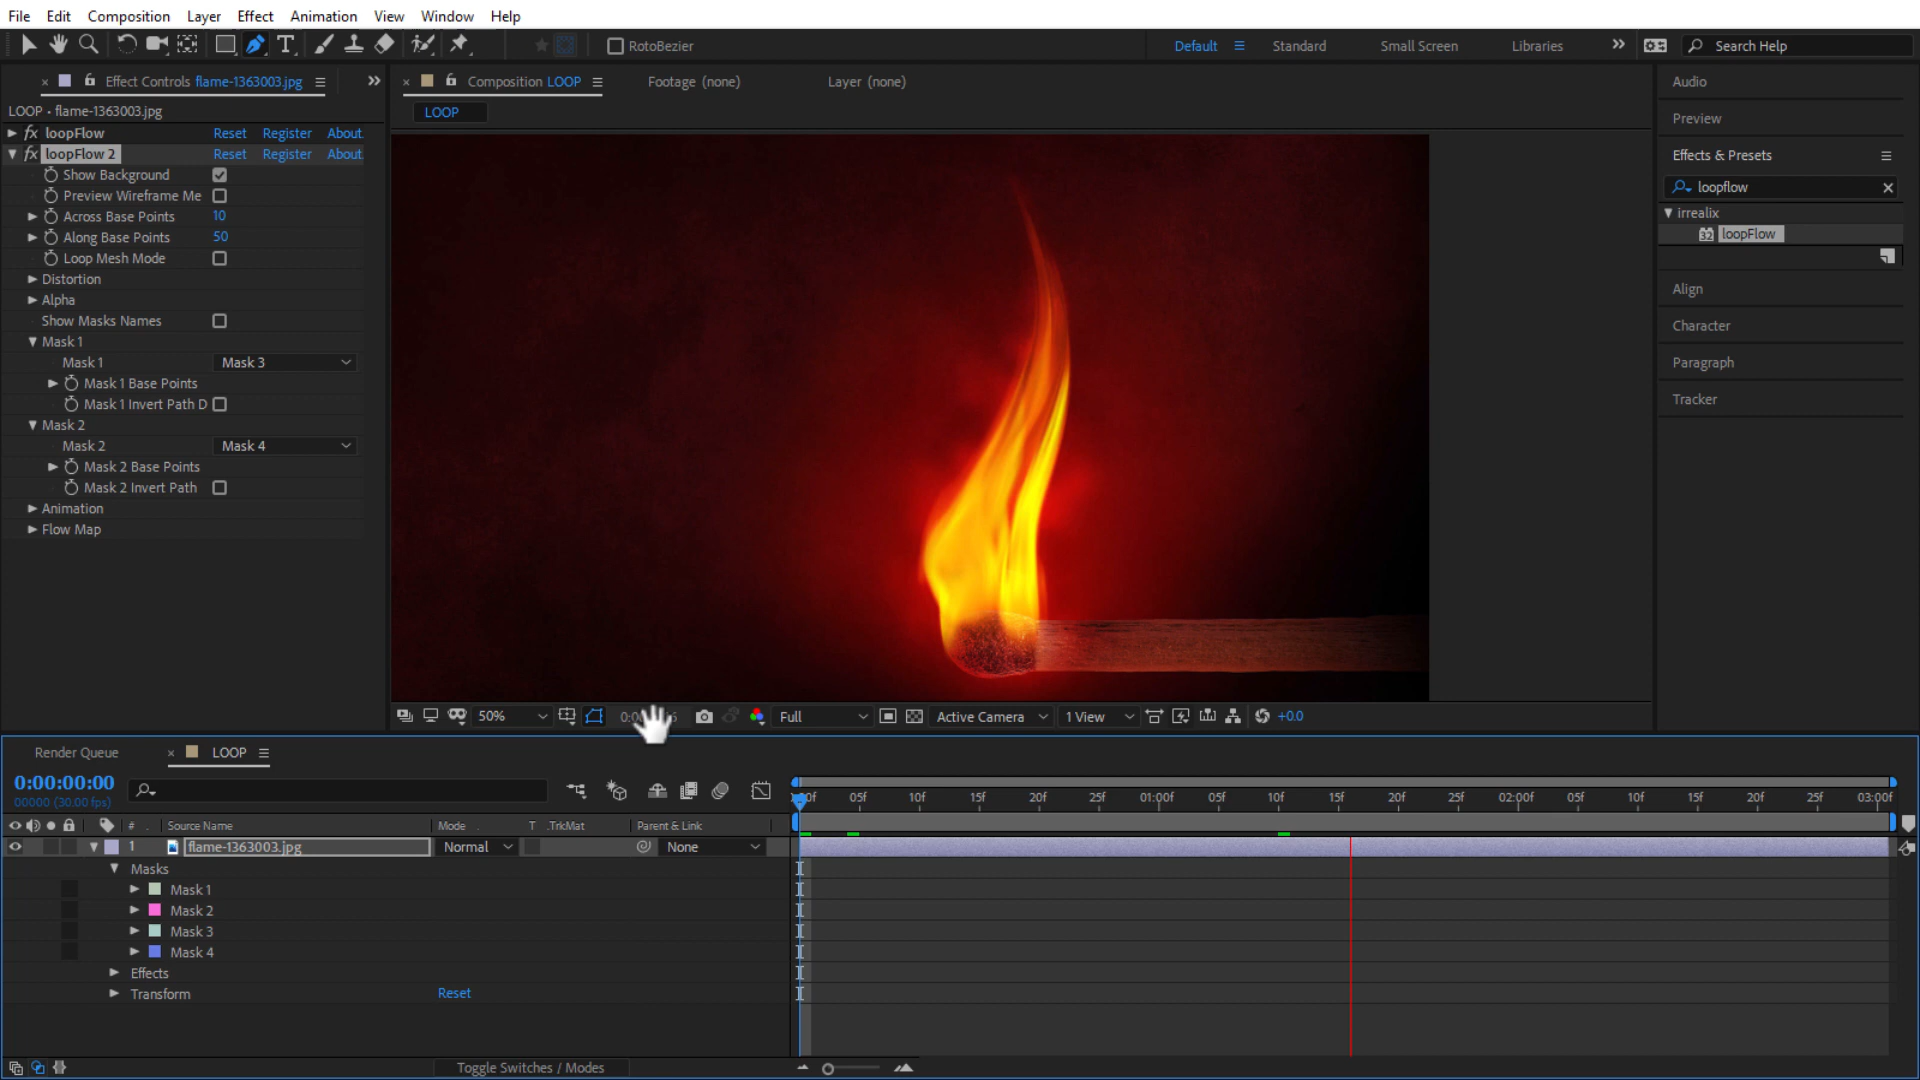 File Edit Composition Layer Effect Animation View Window Help
RotoBezier
Default Standard Small Screen Libraries Search Help
Effect Controls flame-1363003.jpg
Composition LOOP
Footage (none)
Layer (none)
LOOP • flame-1363003.jpg
LOOP
fx loopFlow Reset Register About
fx loopFlow 2 Reset Register About
Show Background
Preview Wireframe Me
Across Base Points 10
Along Base Points 50
Loop Mesh Mode
Distortion
Alpha
Show Masks Names
Mask 1
Mask 1 Mask 3
Mask 1 Base Points
Mask 1 Invert Path D
Mask 2
Mask 2 Mask 4
Mask 2 Base Points
Mask 2 Invert Path
Animation
Flow Map
Audio
Preview
Effects & Presets
loopflow
irrealix
32 loopFlow
Align
Character
Paragraph
Tracker
50% Full Active Camera 1 View +0.0
Render Queue LOOP
0:00:00:00
00000 (30.00 fps)
05f 10f 15f 20f 25f 01:00f 05f 10f 15f 20f 25f 02:00f 05f 10f 15f 20f 25f 03:00f
# Source Name Mode T .TrkMat Parent & Link
1 flame-1363003.jpg Normal None
Masks
Mask 1
Mask 2
Mask 3
Mask 4
Effects
Transform Reset
Toggle Switches / Modes